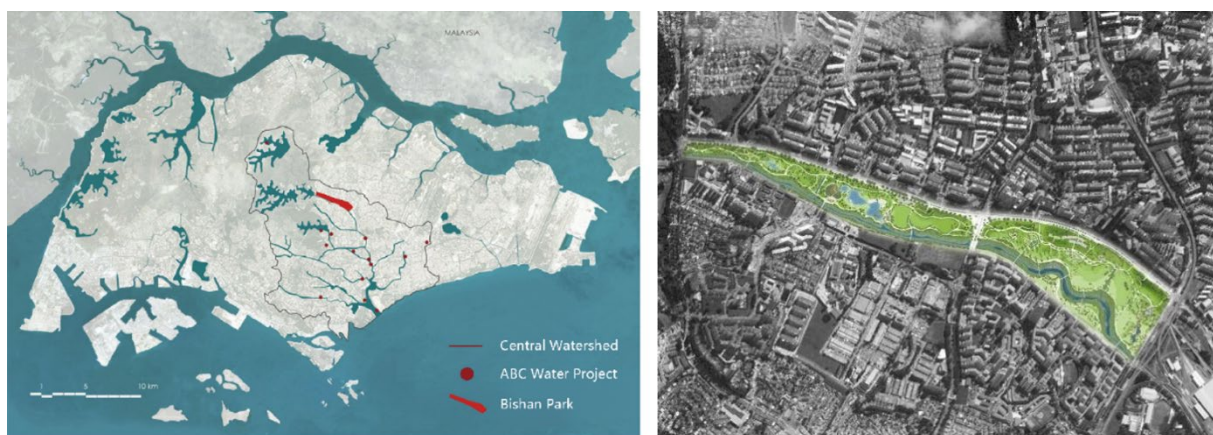 MALAYSIA
Central Watershed
ABC Water Project
Bishan Park
1 5 10 km